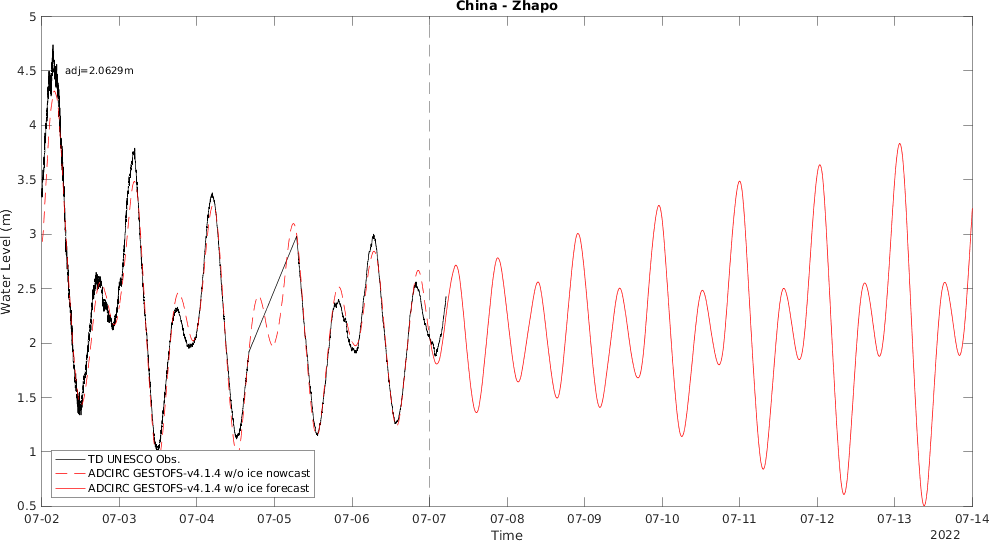 China - Zhapo
adj=2.0629m
Water Level (m)
5
4.5
4
3.5
3
2.5
2
1.5
1
0.5
TD UNESCO Obs.
ADCIRC GESTOFS-v4.1.4 w/o ice nowcast
ADCIRC GESTOFS-v4.1.4 w/o ice forecast
07-02 07-03 07-04 07-05 07-06 07-07 07-08 07-09 07-10 07-11 07-12 07-13 07-14
Time
2022